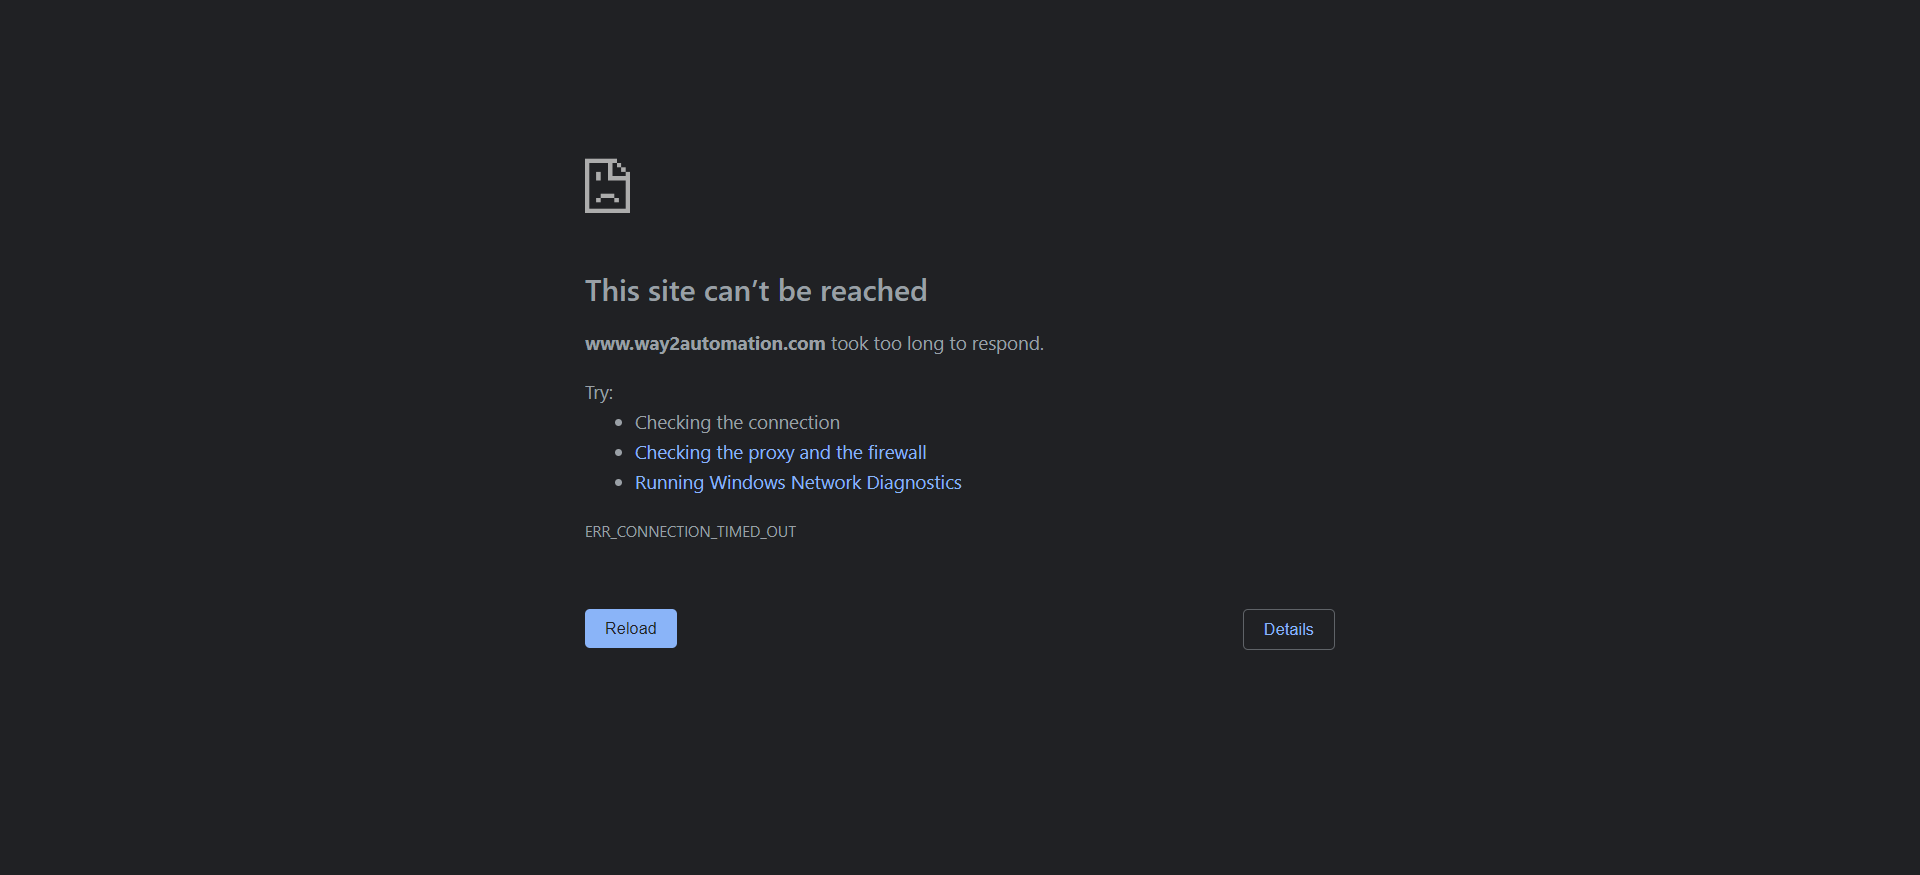 This site can’t be reached
www.way2automation.com took too long to respond.
Try:
Checking the connection
Checking the proxy and the firewall
Running Windows Network Diagnostics
ERR_CONNECTION_TIMED_OUT
Reload
Details